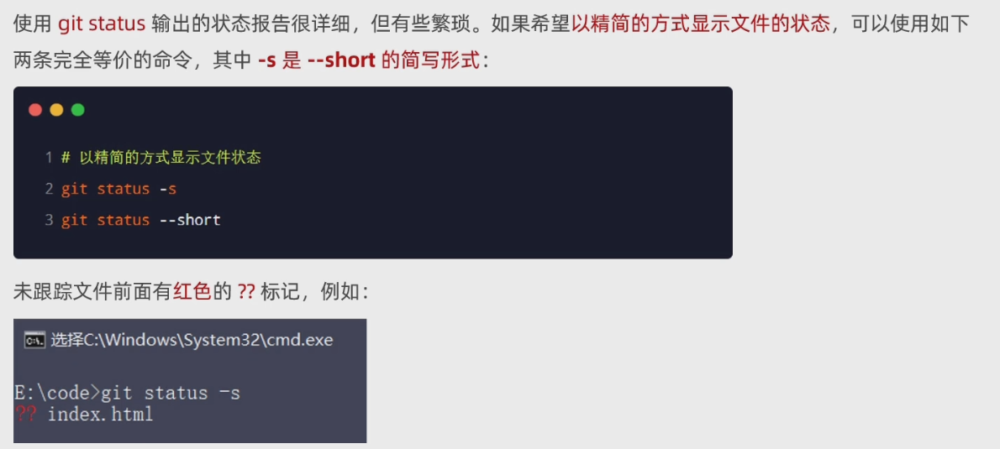 使用 git status 输出的状态报告很详细，但有些繁琐。如果希望以精简的方式显示文件的状态，可以使用如下
两条完全等价的命令，其中 -s 是 --short 的简写形式：
1 # 以精简的方式显示文件状态
2 git status -s
3 git status --short
未跟踪文件前面有红色的 ?? 标记，例如：
选择C:\Windows\System32\cmd.exe
E:\code>git status -s
?? index.html